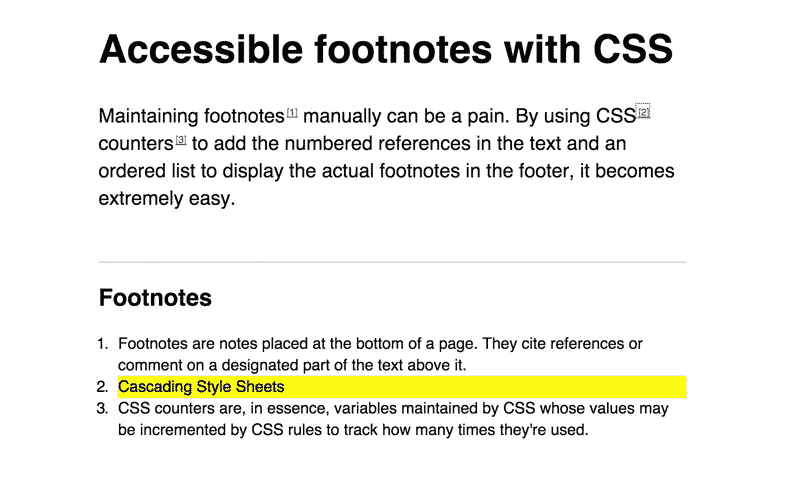 Accessible footnotes with CSS
Maintaining footnotes[1] manually can be a pain. By using CSS[2]
counters[3] to add the numbered references in the text and an
ordered list to display the actual footnotes in the footer, it becomes
extremely easy.
Footnotes
1. Footnotes are notes placed at the bottom of a page. They cite references or
comment on a designated part of the text above it.
2. Cascading Style Sheets
3. CSS counters are, in essence, variables maintained by CSS whose values may
be incremented by CSS rules to track how many times they're used.